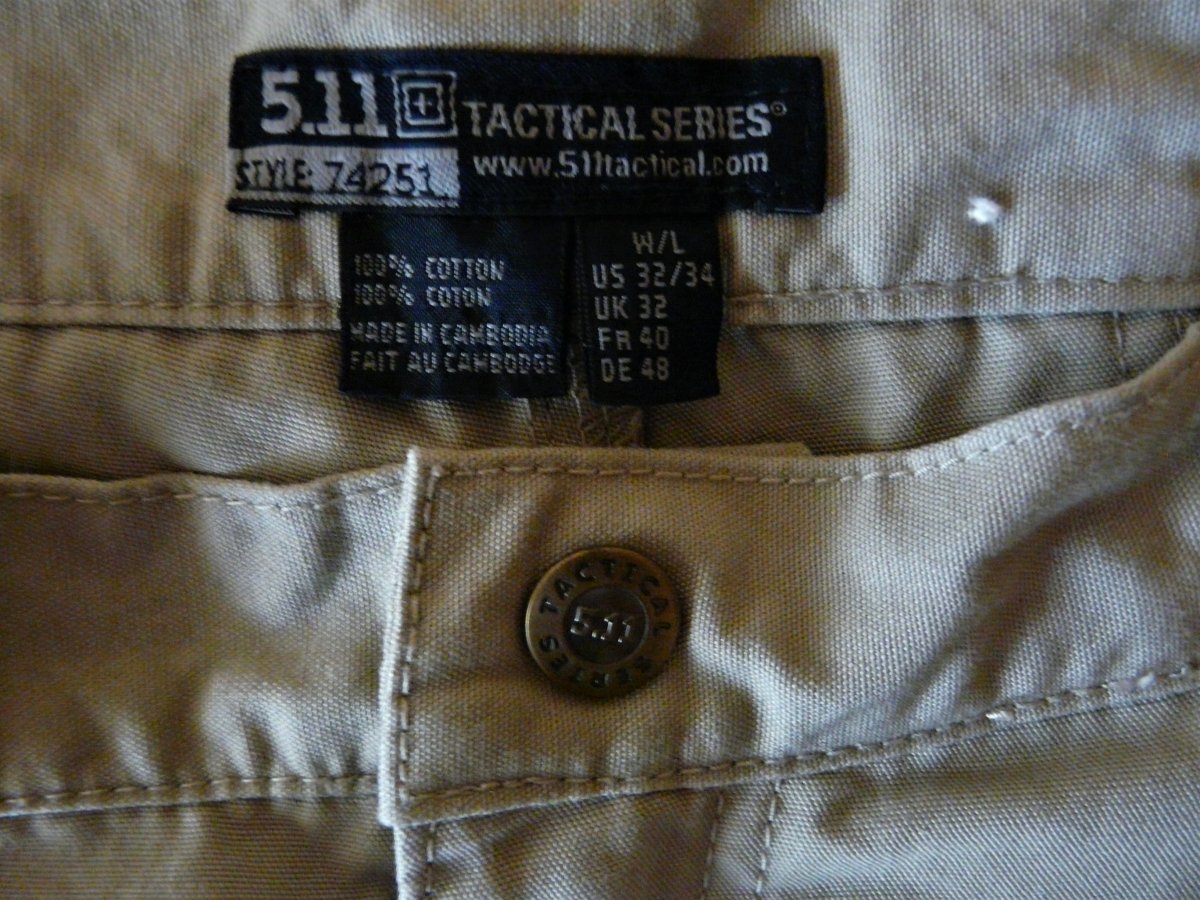 5.11 TACTICAL SERIES®
www.511tactical.com
STYLE 74251
100% COTTON
100% COTON
MADE IN CAMBODIA
FAIT AU CAMBODGE
W/L
US 32/34
UK 32
FR 40
DE 48
TACTICAL
5.11
SERIES